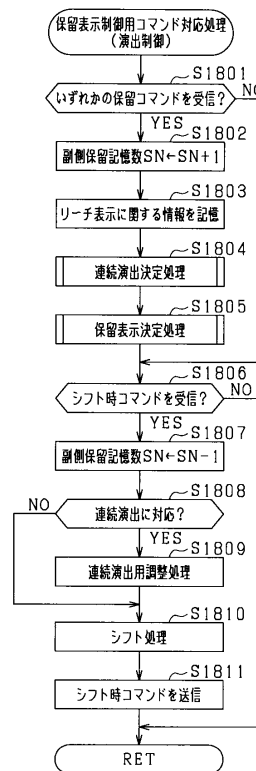 保留表示制御用コマンド対応処理
(演出制御)
S1801
いずれかの保留コマンドを受信?
NO
YES
S1802
副側保留記憶数SN←SN+1
S1803
リーチ表示に関する情報を記憶
S1804
連続演出決定処理
S1805
保留表示決定処理
S1806
シフト時コマンドを受信?
NO
YES
S1807
副側保留記憶数SN←SN-1
S1808
NO
連続演出に対応?
YES
S1809
連続演出用調整処理
S1810
シフト処理
S1811
シフト時コマンドを送信
RET